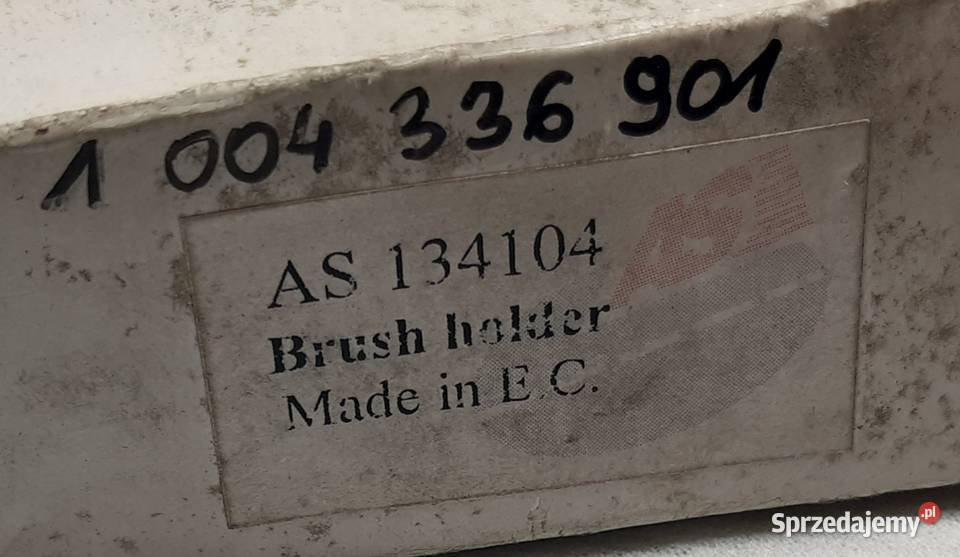 1 004 336 901
AS 134104
Brush holder
Made in E.C.
Sprzedajemy.pl